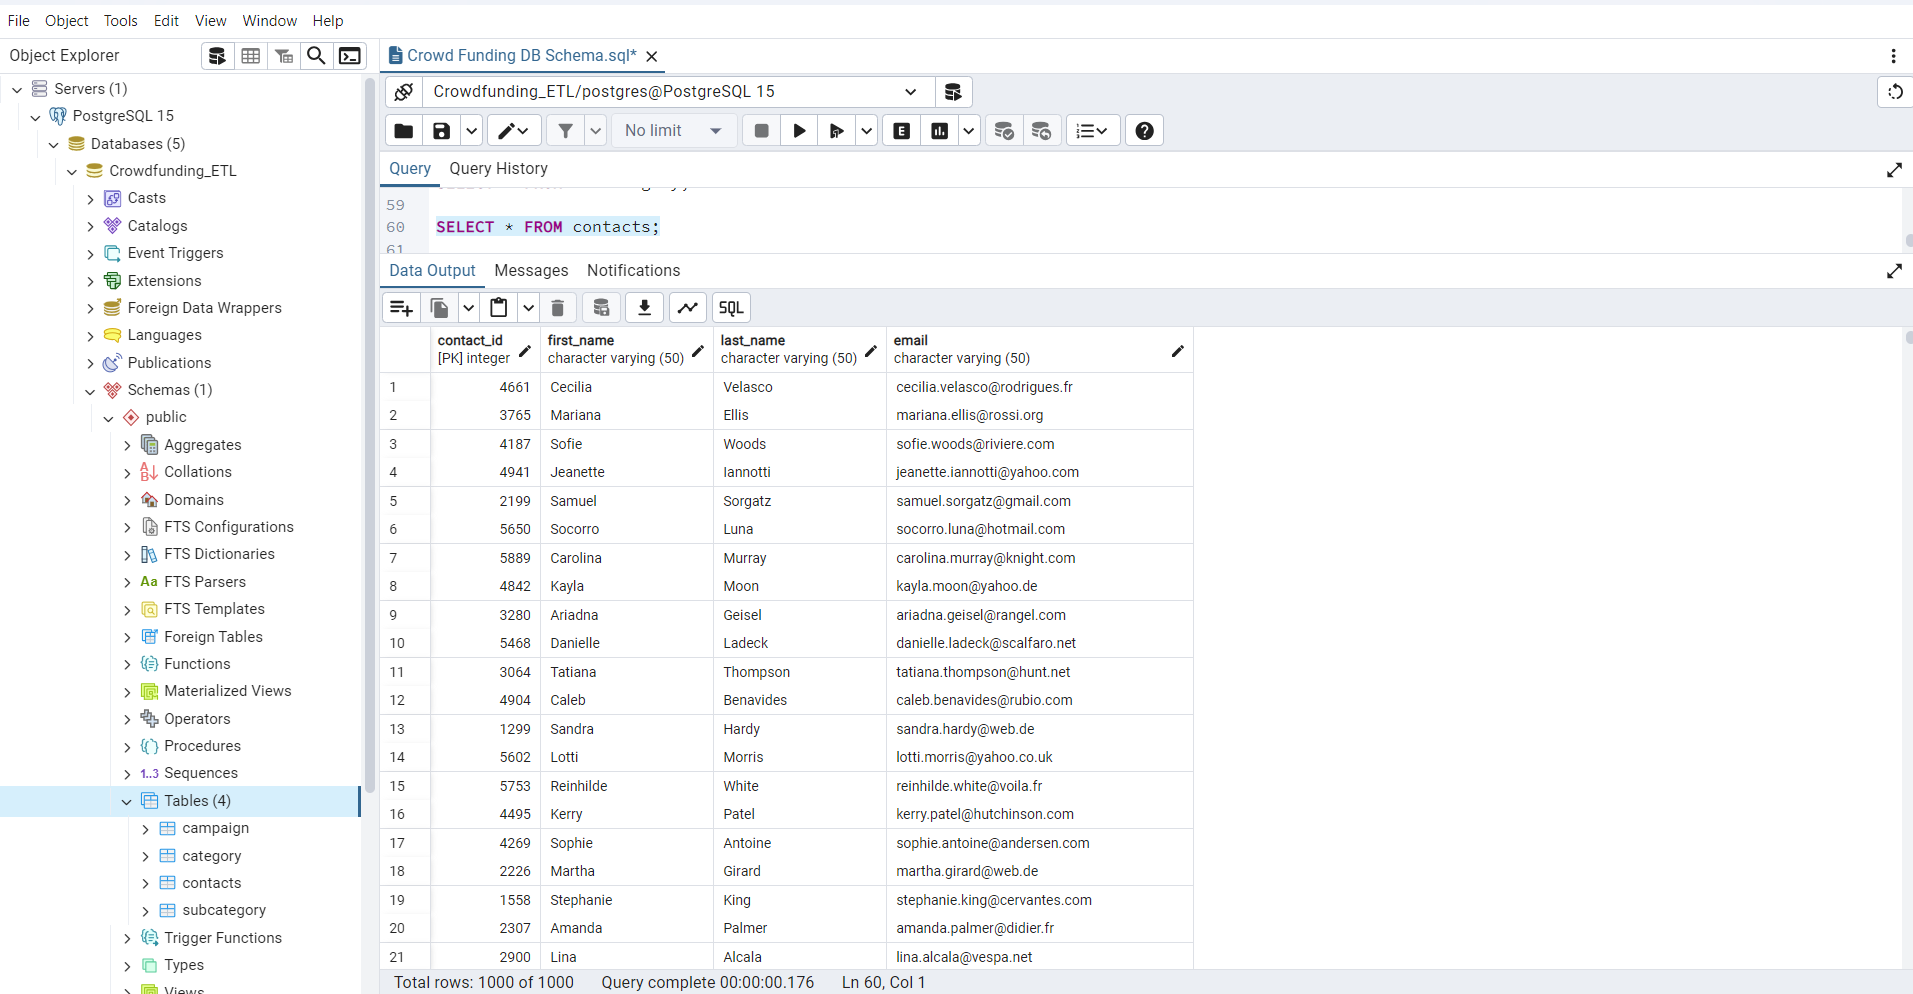 File Object Tools Edit View Window Help
Object Explorer
Servers (1)
PostgreSQL 15
Databases (5)
Crowdfunding_ETL
Casts
Catalogs
Event Triggers
Extensions
Foreign Data Wrappers
Languages
Publications
Schemas (1)
public
Aggregates
Collations
Domains
FTS Configurations
FTS Dictionaries
Aa FTS Parsers
FTS Templates
Foreign Tables
Functions
Materialized Views
Operators
Procedures
1..3 Sequences
Tables (4)
campaign
category
contacts
subcategory
Trigger Functions
Types
Views
Crowd Funding DB Schema.sql*
Crowdfunding_ETL/postgres@PostgreSQL 15
No limit
E
Query Query History
59
60 SELECT * FROM contacts;
61
Data Output Messages Notifications
SQL
contact_id first_name last_name email
[PK] integer character varying (50) character varying (50) character varying (50)
1 4661 Cecilia Velasco cecilia.velasco@rodrigues.fr
2 3765 Mariana Ellis mariana.ellis@rossi.org
3 4187 Sofie Woods sofie.woods@riviere.com
4 4941 Jeanette Iannotti jeanette.iannotti@yahoo.com
5 2199 Samuel Sorgatz samuel.sorgatz@gmail.com
6 5650 Socorro Luna socorro.luna@hotmail.com
7 5889 Carolina Murray carolina.murray@knight.com
8 4842 Kayla Moon kayla.moon@yahoo.de
9 3280 Ariadna Geisel ariadna.geisel@rangel.com
10 5468 Danielle Ladeck danielle.ladeck@scalfaro.net
11 3064 Tatiana Thompson tatiana.thompson@hunt.net
12 4904 Caleb Benavides caleb.benavides@rubio.com
13 1299 Sandra Hardy sandra.hardy@web.de
14 5602 Lotti Morris lotti.morris@yahoo.co.uk
15 5753 Reinhilde White reinhilde.white@voila.fr
16 4495 Kerry Patel kerry.patel@hutchinson.com
17 4269 Sophie Antoine sophie.antoine@andersen.com
18 2226 Martha Girard martha.girard@web.de
19 1558 Stephanie King stephanie.king@cervantes.com
20 2307 Amanda Palmer amanda.palmer@didier.fr
21 2900 Lina Alcala lina.alcala@vespa.net
Total rows: 1000 of 1000 Query complete 00:00:00.176 Ln 60, Col 1